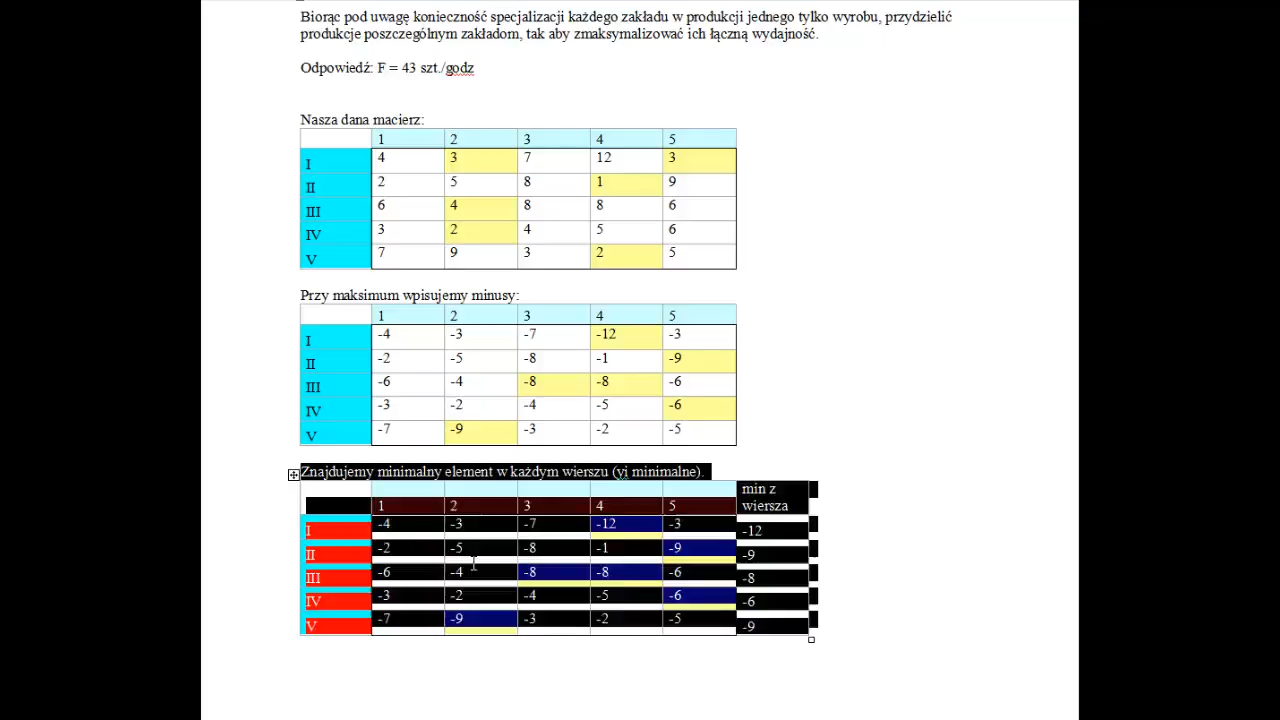 Biorąc pod uwagę konieczność specjalizacji każdego zakładu w produkcji jednego tylko wyrobu, przydzielić
produkcje poszczególnym zakładom, tak aby zmaksymalizować ich łączną wydajność.
Odpowiedź: F = 43 szt./godz
Nasza dana macierz:
1 2 3 4 5
I 4 3 7 12 3
II 2 5 8 1 9
III 6 4 8 8 6
IV 3 2 4 5 6
V 7 9 3 2 5
Przy maksimum wpisujemy minusy:
1 2 3 4 5
I -4 -3 -7 -12 -3
II -2 -5 -8 -1 -9
III -6 -4 -8 -8 -6
IV -3 -2 -4 -5 -6
V -7 -9 -3 -2 -5
Znajdujemy minimalny element w każdym wierszu (vi minimalne).
min z
1 2 3 4 5 wiersza
I -4 -3 -7 -12 -3 -12
II -2 -5 -8 -1 -9 -9
III -6 -4 -8 -8 -6 -8
IV -3 -2 -4 -5 -6 -6
V -7 -9 -3 -2 -5 -9